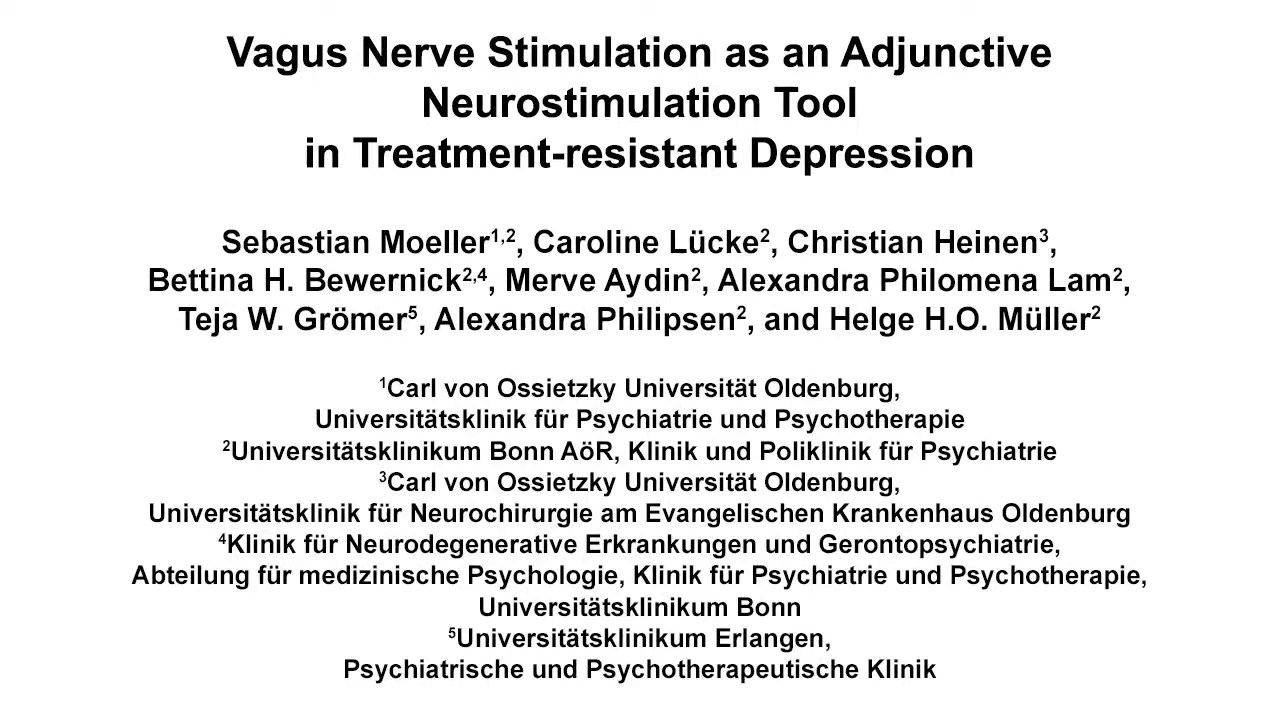 Vagus Nerve Stimulation as an Adjunctive
Neurostimulation Tool
in Treatment-resistant Depression
Sebastian Moeller1,2, Caroline Lücke2, Christian Heinen3,
Bettina H. Bewernick2,4, Merve Aydin2, Alexandra Philomena Lam2,
Teja W. Grömer5, Alexandra Philipsen2, and Helge H.O. Müller2
1Carl von Ossietzky Universität Oldenburg,
Universitätsklinik für Psychiatrie und Psychotherapie
2Universitätsklinikum Bonn AöR, Klinik und Poliklinik für Psychiatrie
3Carl von Ossietzky Universität Oldenburg,
Universitätsklinik für Neurochirurgie am Evangelischen Krankenhaus Oldenburg
4Klinik für Neurodegenerative Erkrankungen und Gerontopsychiatrie,
Abteilung für medizinische Psychologie, Klinik für Psychiatrie und Psychotherapie,
Universitätsklinikum Bonn
5Universitätsklinikum Erlangen,
Psychiatrische und Psychotherapeutische Klinik